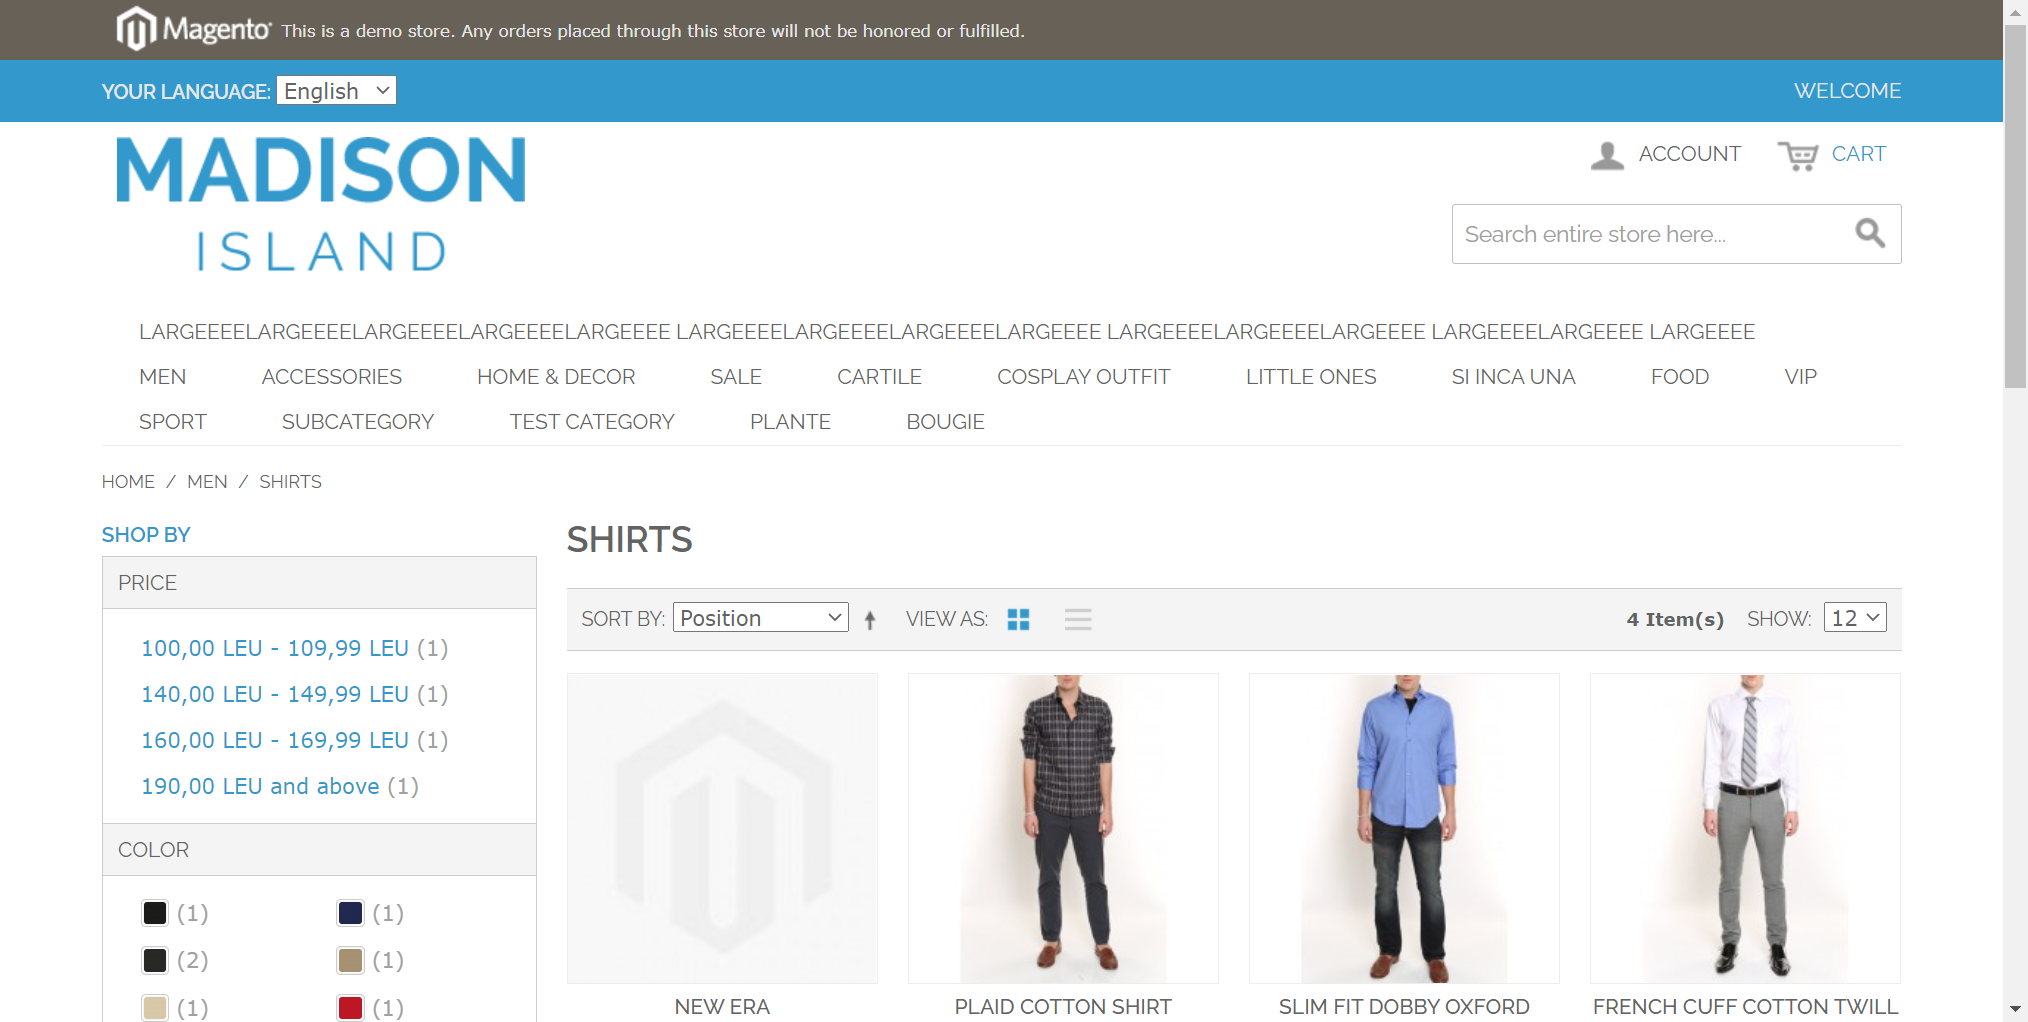 Magento This is a demo store. Any orders placed through this store will not be honored or fulfilled.
YOUR LANGUAGE: English WELCOME
MADISON
ISLAND
ACCOUNT CART
Search entire store here...
LARGEEEELARGEEEELARGEEEELARGEEEELARGEEEE LARGEEEELARGEEEELARGEEEELARGEEEE LARGEEEELARGEEEELARGEEEE LARGEEEELARGEEEE LARGEEEE
MEN ACCESSORIES HOME & DECOR SALE CARTILE COSPLAY OUTFIT LITTLE ONES SI INCA UNA FOOD VIP
SPORT SUBCATEGORY TEST CATEGORY PLANTE BOUGIE
HOME / MEN / SHIRTS
SHOP BY
PRICE
100,00 LEU - 109,99 LEU (1)
140,00 LEU - 149,99 LEU (1)
160,00 LEU - 169,99 LEU (1)
190,00 LEU and above (1)
COLOR
(1) (1)
(2) (1)
(1) (1)
SHIRTS
SORT BY: Position VIEW AS: 4 Item(s) SHOW: 12
NEW ERA PLAID COTTON SHIRT SLIM FIT DOBBY OXFORD FRENCH CUFF COTTON TWILL